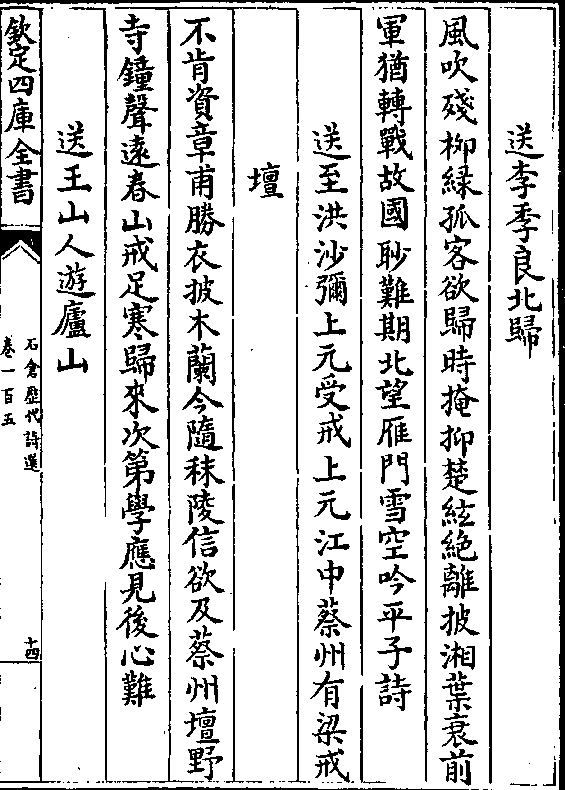 送李季良北歸
風吹殘柳緑孤客欲歸時掩抑楚絃絶離披湘葉衰前
軍猶轉戰故國耿難期北望雁門雪空吟平子詩
送至洪沙彌上元受戒上元江中蔡州有梁戒
壇
不肯資章甫勝衣披木蘭今隨秣陵信欲及蔡州壇野
寺鐘聲遠春山戒足寒歸來次第學應見後心難
送王山人遊廬山
欽定四庫全書
石倉歷代詩選
卷一百五
十四